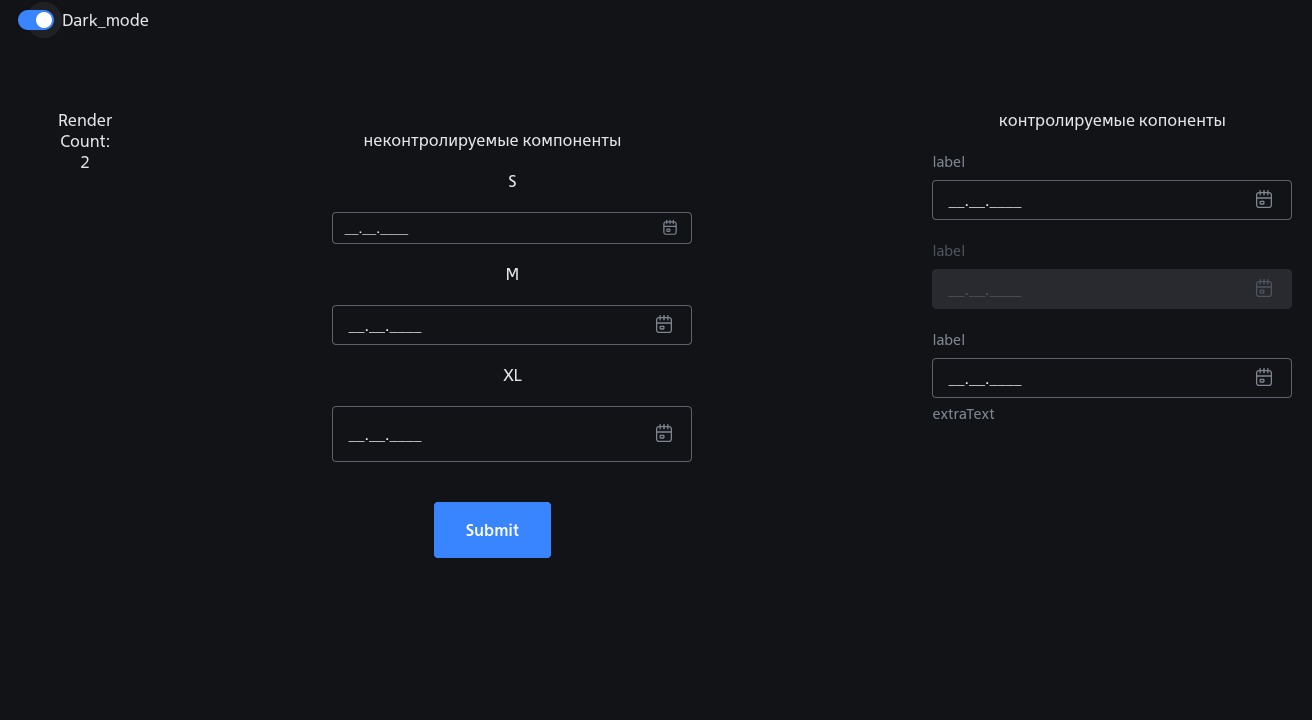 Dark_mode
Render
Count:
2
неконтролируемые компоненты
S
__.__.____
M
__.__.____
XL
__.__.____
Submit
контролируемые копоненты
label
__.__.____
label
__.__.____
label
__.__.____
extraText